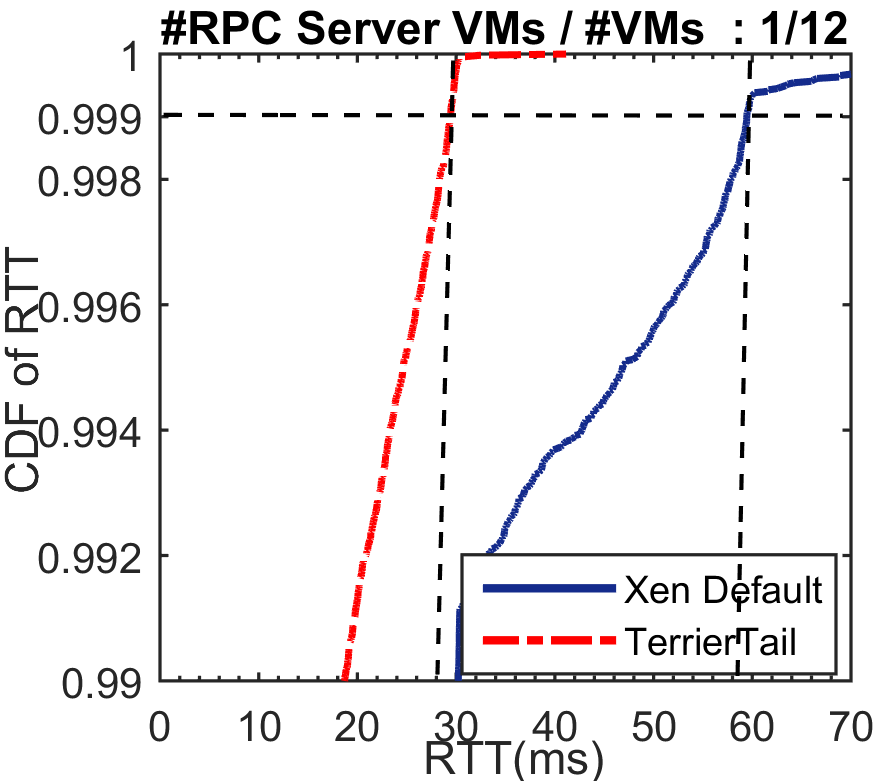 #RPC Server VMs / #VMs : 1/12
1
0.999
0.998
0.996
0.994
0.992
0.99
CDF of RTT
Xen Default
TerrierTail
0 10 20 30 40 50 60 70
RTT(ms)